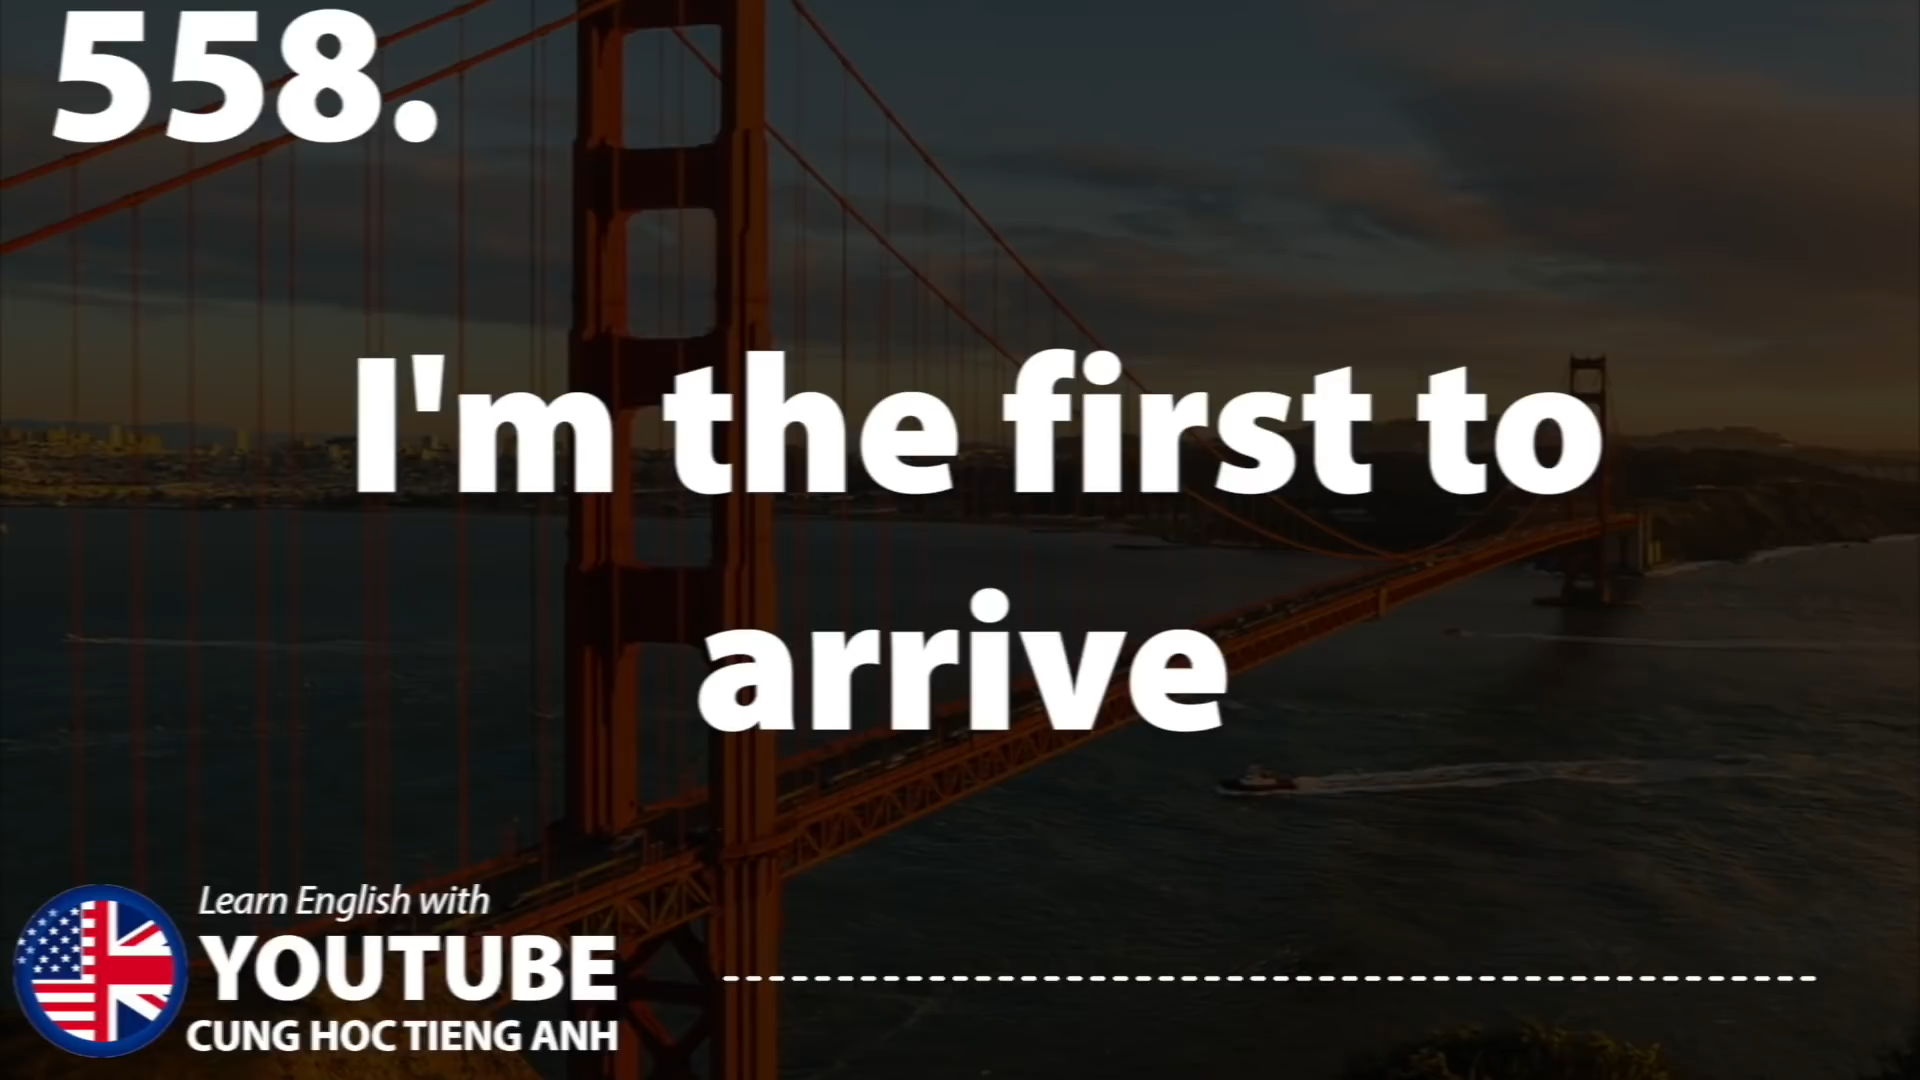 558.
I'm the first to
arrive
Learn English with
YOUTUBE
CUNG HOC TIENG ANH